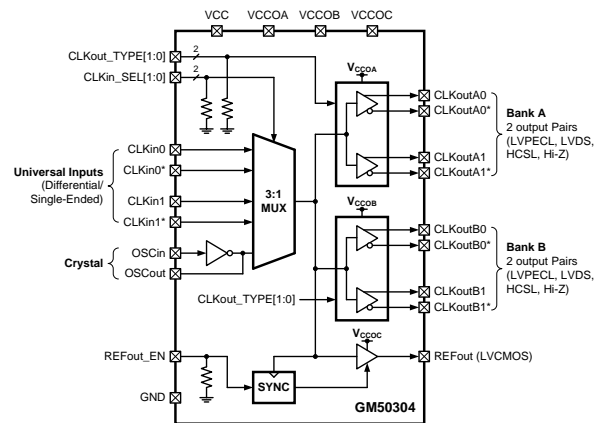 VCC VCCOA VCCOB VCCOC
CLKout_TYPE[1:0] 2
CLKin_SEL[1:0] 2
VCCOA
CLKoutA0
CLKoutA0*
CLKoutA1
CLKoutA1*
Bank A
2 output Pairs
(LVPECL, LVDS,
HCSL, Hi-Z)
Universal Inputs
(Differential/
Single-Ended)
CLKin0
CLKin0*
CLKin1
CLKin1*
3:1
MUX
Crystal
OSCin
OSCout
VCCOB
CLKoutB0
CLKoutB0*
CLKoutB1
CLKoutB1*
Bank B
2 output Pairs
(LVPECL, LVDS,
HCSL, Hi-Z)
CLKout_TYPE[1:0]
VCCOC
REFout_EN
REFout (LVCMOS)
SYNC
GND
GM50304